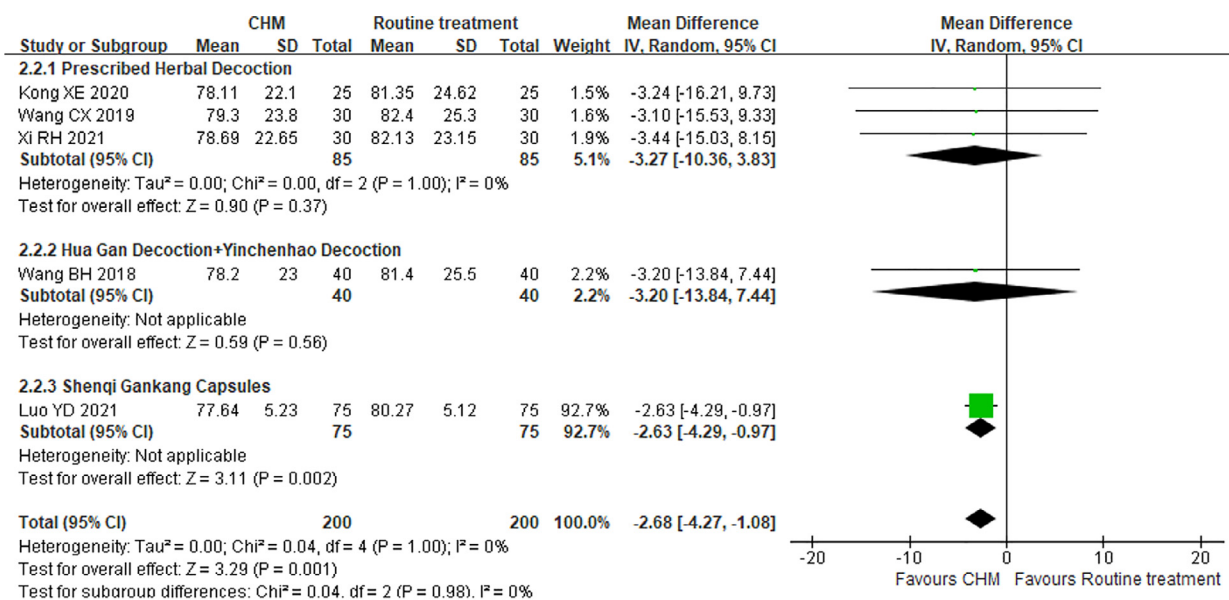 CHM Routine treatment Mean Difference Mean Difference
Study or Subgroup Mean SD Total Mean SD Total Weight IV, Random, 95% CI IV, Random, 95% CI
2.2.1 Prescribed Herbal Decoction
Kong XE 2020 78.11 22.1 25 81.35 24.62 25 1.5% -3.24 [-16.21, 9.73]
Wang CX 2019 79.3 23.8 30 82.4 25.3 30 1.6% -3.10 [-15.53, 9.33]
Xi RH 2021 78.69 22.65 30 82.13 23.15 30 1.9% -3.44 [-15.03, 8.15]
Subtotal (95% CI) 85 85 5.1% -3.27 [-10.36, 3.83]
Heterogeneity: Tau² = 0.00; Chi² = 0.00, df = 2 (P = 1.00); I² = 0%
Test for overall effect: Z = 0.90 (P = 0.37)
2.2.2 Hua Gan Decoction+Yinchenhao Decoction
Wang BH 2018 78.2 23 40 81.4 25.5 40 2.2% -3.20 [-13.84, 7.44]
Subtotal (95% CI) 40 40 2.2% -3.20 [-13.84, 7.44]
Heterogeneity: Not applicable
Test for overall effect: Z = 0.59 (P = 0.56)
2.2.3 Shenqi Gankang Capsules
Luo YD 2021 77.64 5.23 75 80.27 5.12 75 92.7% -2.63 [-4.29, -0.97]
Subtotal (95% CI) 75 75 92.7% -2.63 [-4.29, -0.97]
Heterogeneity: Not applicable
Test for overall effect: Z = 3.11 (P = 0.002)
Total (95% CI) 200 200 100.0% -2.68 [-4.27, -1.08]
Heterogeneity: Tau² = 0.00; Chi² = 0.04, df = 4 (P = 1.00); I² = 0%
Test for overall effect: Z = 3.29 (P = 0.001)
Test for subgroup differences: Chi² = 0.04, df = 2 (P = 0.98), I² = 0%
-20 -10 0 10 20
Favours CHM Favours Routine treatment